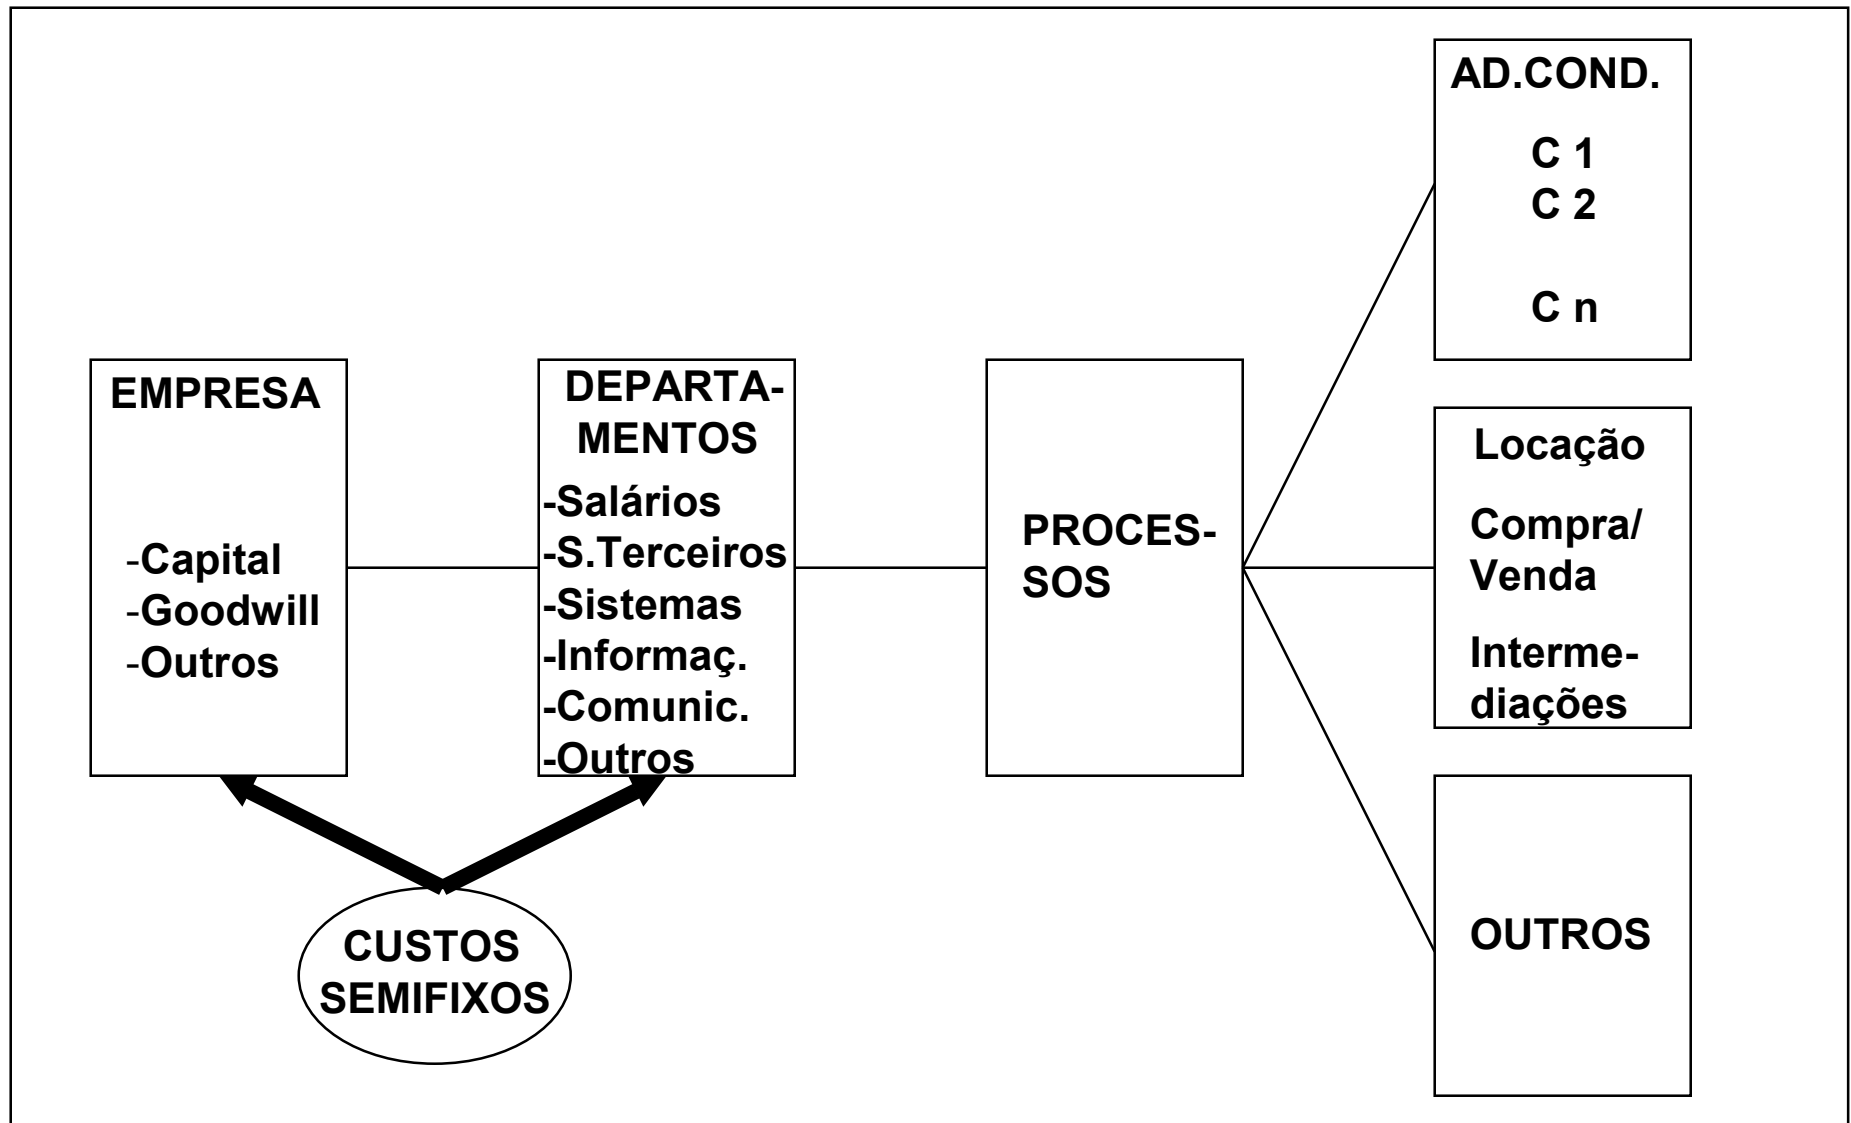 EMPRESA
-Capital
-Goodwill
-Outros
DEPARTA-
MENTOS
-Salários
-S.Terceiros
-Sistemas
-Informaç.
-Comunic.
-Outros
CUSTOS
SEMIFIXOS
PROCES-
SOS
AD.COND.
C 1
C 2
C n
Locação
Compra/
Venda
Interme-
diações
OUTROS